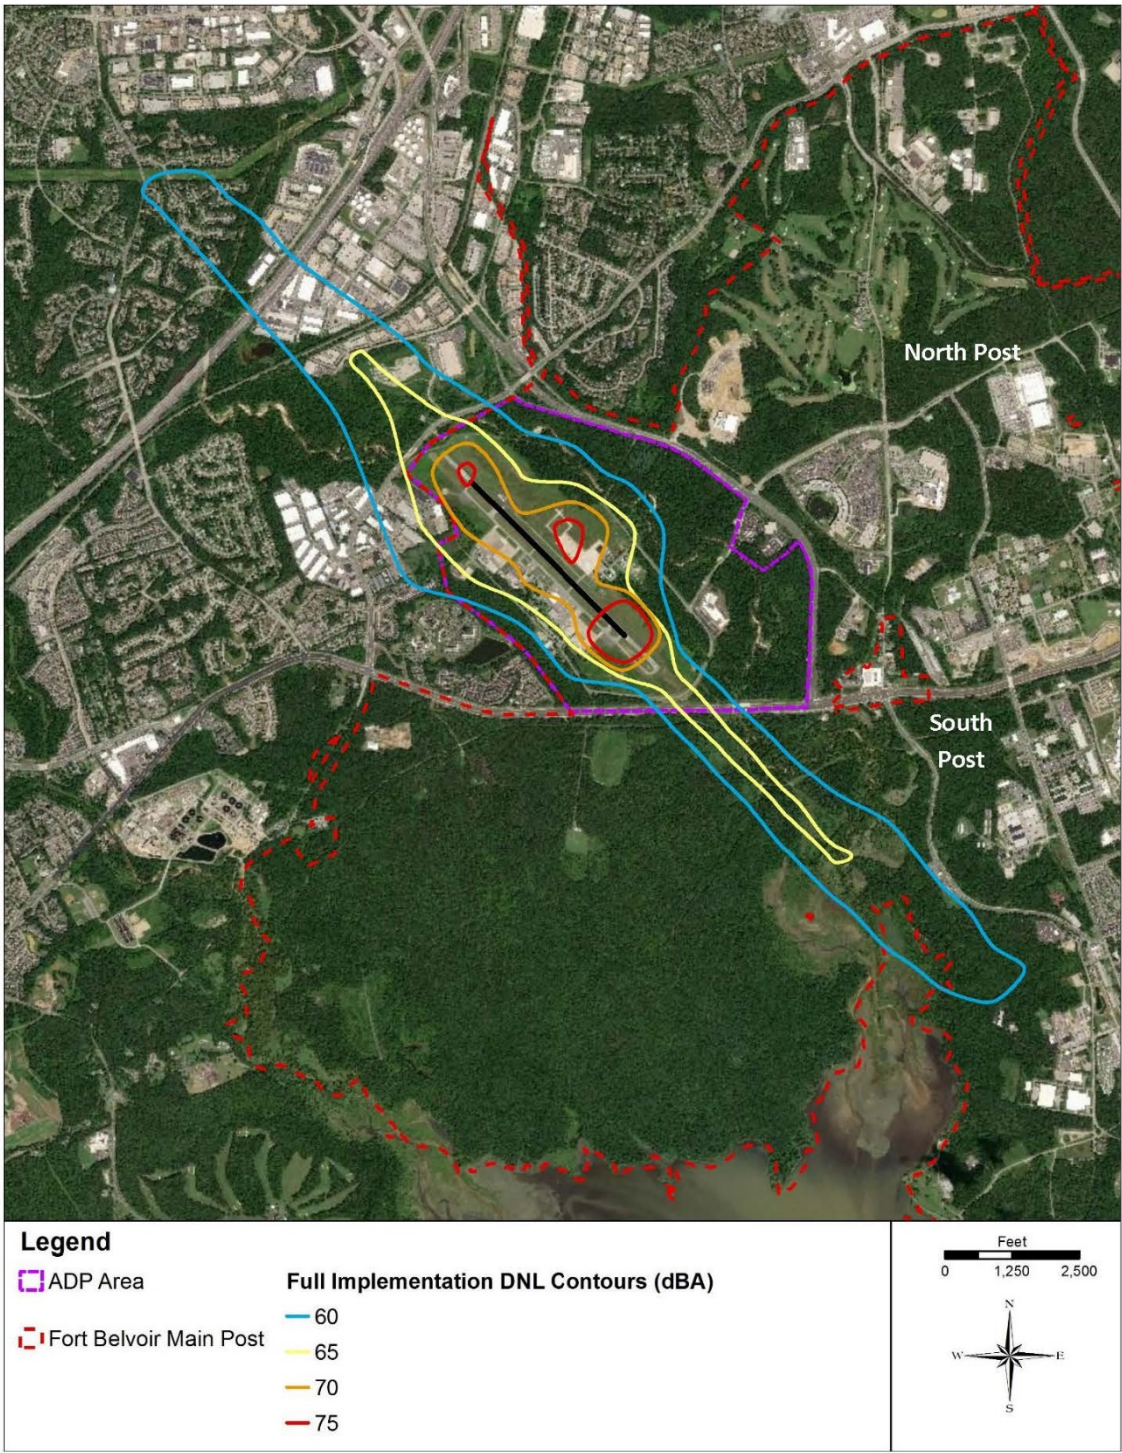 North Post
South
Post
Legend
ADP Area
Fort Belvoir Main Post
Full Implementation DNL Contours (dBA)
60
65
70
75
Feet
0 1,250 2,500
N
W E
S